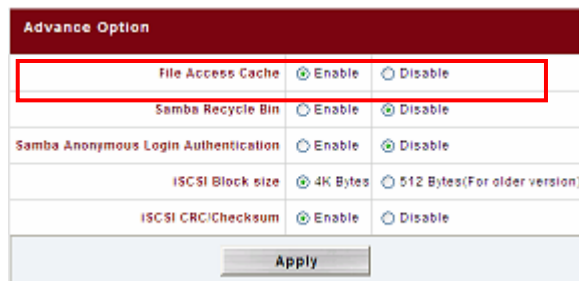 Advance Option
File Access Cache Enable Disable
Samba Recycle Bin Enable Disable
Samba Anonymous Login Authentication Enable Disable
iSCSI Block size 4K Bytes 512 Bytes(For older version)
iSCSI CRC/Checksum Enable Disable
Apply